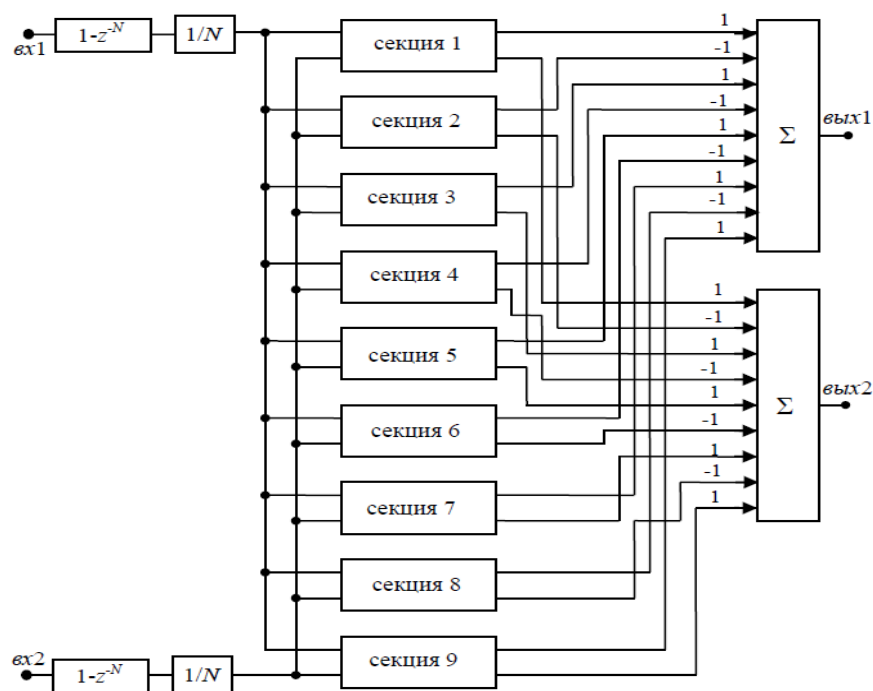 вх1
1-z⁻ᴺ
1/N
секция 1
секция 2
секция 3
секция 4
секция 5
секция 6
секция 7
секция 8
секция 9
1
-1
1
-1
1
-1
1
-1
1
Σ
вых1
1
-1
1
-1
1
-1
1
-1
1
Σ
вых2
вх2
1-z⁻ᴺ
1/N